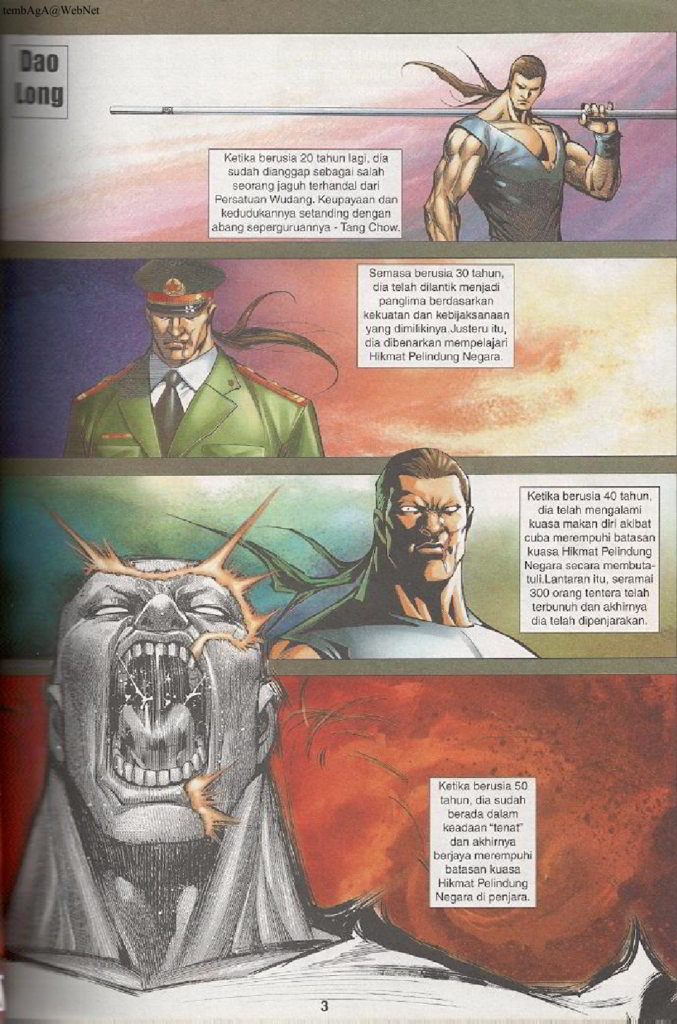 tembAgA@WebNet
Dao
Long
Ketika berusia 20 tahun lagi, dia
sudah dianggap sebagai salah
seorang jaguh terhandal dari
Persatuan Wudang. Keupayaan dan
kedudukannya setanding dengan
abang seperguruannya - Tang Chow.
Semasa berusia 30 tahun,
dia telah dilantik menjadi
panglima berdasarkan
kekuatan dan kebijaksanaan
yang dimilikinya.Justeru itu,
dia dibenarkan mempelajari
Hikmat Pelindung Negara.
Ketika berusia 40 tahun,
dia telah mengalami
kuasa makan diri akibat
cuba merempuhi batasan
kuasa Hikmat Pelindung
Negara secara membuta-
tuli.Lantaran itu, seramai
300 orang tentera telah
terbunuh dan akhirnya
dia telah dipenjarakan.
Ketika berusia 50
tahun, dia sudah
berada dalam
keadaan "tenat"
dan akhirnya
berjaya merempuhi
batasan kuasa
Hikmat Pelindung
Negara di penjara.
3